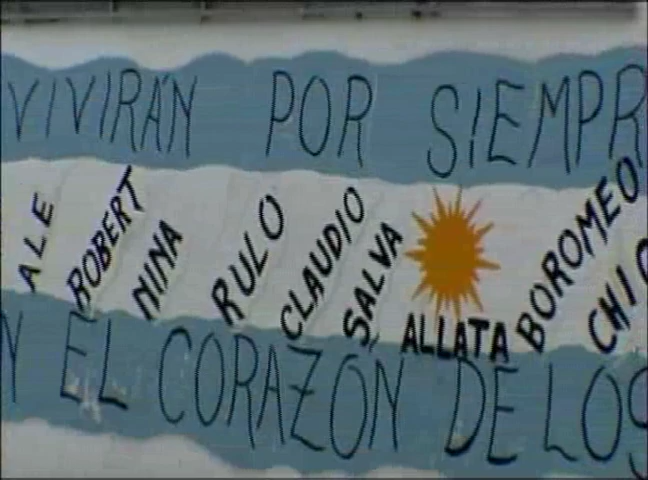 VIVIRÁN POR SIEMPR
ALE ROBERT NINA RULO CLAUDIO SALVA ALLATA BOROMEO CHI
N EL CORAZÓN DE LOS